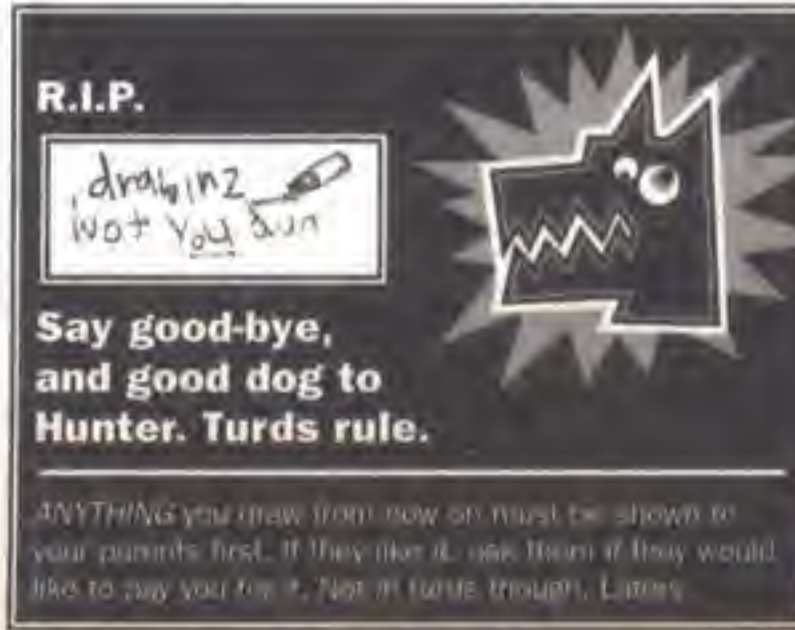 R.I.P.
drawinz
wot you dun
Say good-bye,
and good dog to
Hunter. Turds rule.
ANYTHING you draw from now on must be shown to
your parents first. If they like it, ask them if they would
like to pay you for it. Not in turds though. Laters